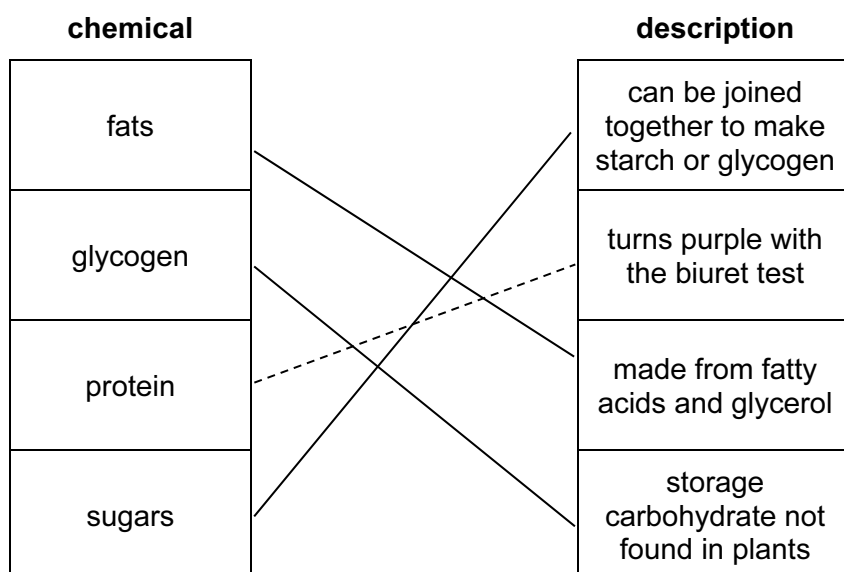 chemical
fats
glycogen
protein
sugars
description
can be joined
together to make
starch or glycogen
turns purple with
the biuret test
made from fatty
acids and glycerol
storage
carbohydrate not
found in plants